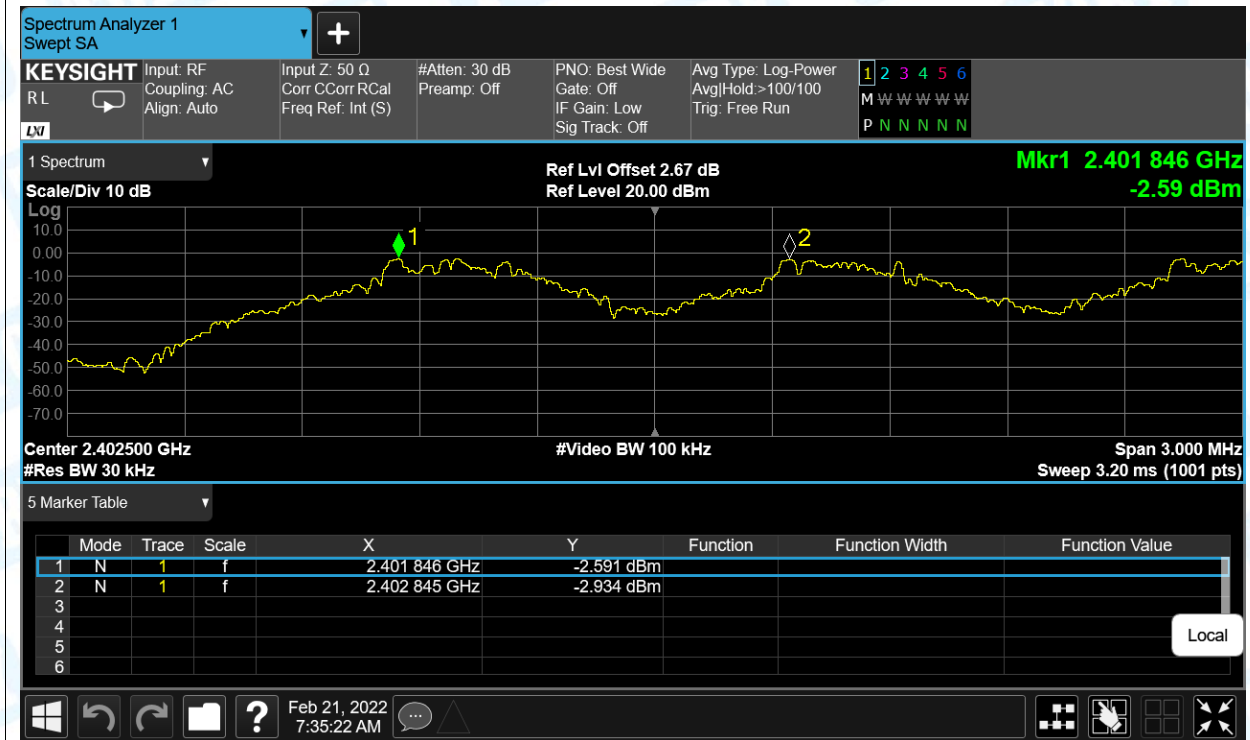 Spectrum Analyzer 1
Swept SA
+
KEYSIGHT
R L
LXI
Input: RF
Coupling: AC
Align: Auto
Input Z: 50 Ω
Corr CCorr RCal
Freq Ref: Int (S)
#Atten: 30 dB
Preamp: Off
PNO: Best Wide
Gate: Off
IF Gain: Low
Sig Track: Off
Avg Type: Log-Power
Avg|Hold:>100/100
Trig: Free Run
1 2 3 4 5 6
M W W W W W
P N N N N N
1 Spectrum
Scale/Div 10 dB
Ref Lvl Offset 2.67 dB
Ref Level 20.00 dBm
Mkr1 2.401 846 GHz
-2.59 dBm
Log
10.0
0.00
-10.0
-20.0
-30.0
-40.0
-50.0
-60.0
-70.0
1
2
Center 2.402500 GHz
#Res BW 30 kHz
#Video BW 100 kHz
Span 3.000 MHz
Sweep 3.20 ms (1001 pts)
5 Marker Table
Mode Trace Scale X Y Function Function Width Function Value
1 N 1 f 2.401 846 GHz -2.591 dBm
2 N 1 f 2.402 845 GHz -2.934 dBm
3
4
5
6
Local
?
Feb 21, 2022
7:35:22 AM